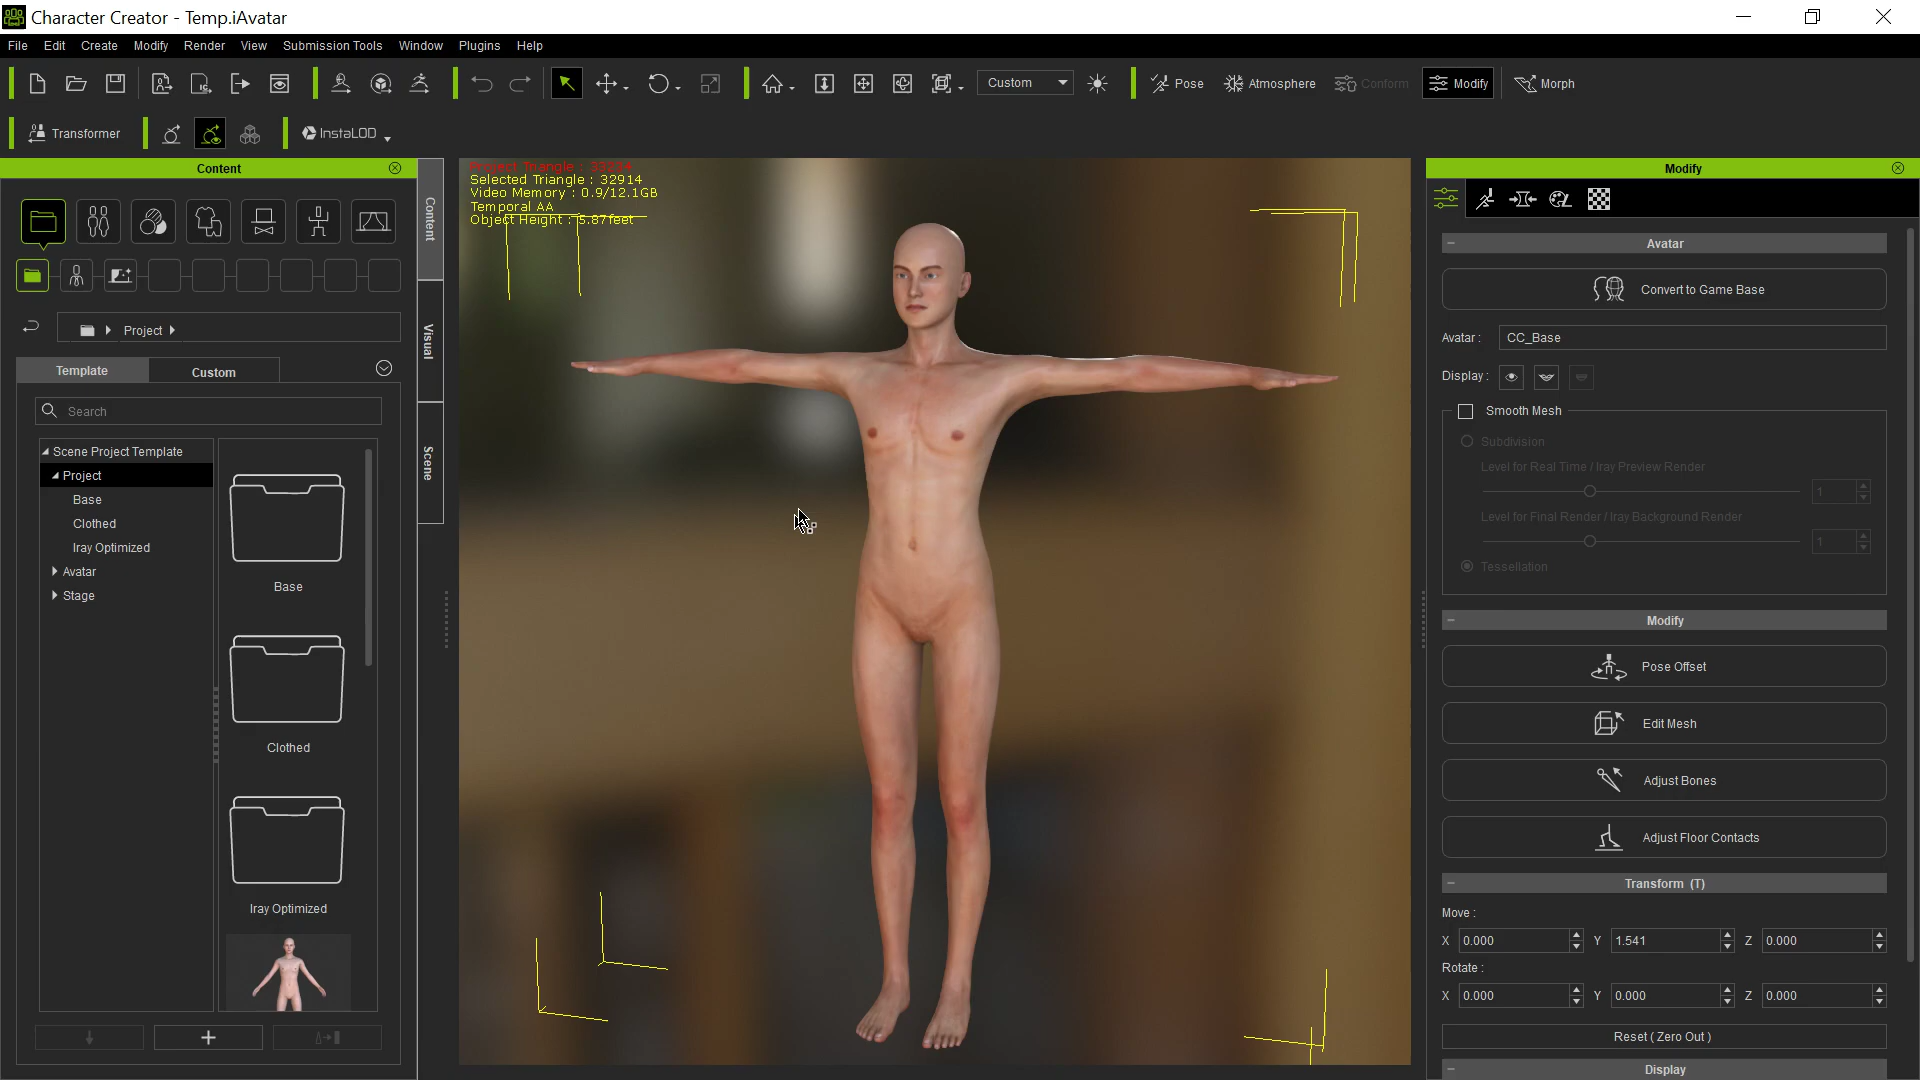 Character Creator - Temp.iAvatar
File Edit Create Modify Render View Submission Tools Window Plugins Help
Custom
Pose
Atmosphere
Conform
Modify
Morph
Transformer
InstaLOD
Content
Project
Template
Custom
Search
Scene Project Template
Project
Base
Clothed
Iray Optimized
Avatar
Stage
Base
Clothed
Iray Optimized
Content
Visual
Scene
Project Triangle :
Selected Triangle : 32914
Video Memory : 0.9/12.1GB
Temporal AA
Object Height : 5.87feet
Modify
Avatar
Convert to Game Base
Avatar : CC_Base
Display :
Smooth Mesh
Subdivision
Level for Real Time / Iray Preview Render
1
Level for Final Render / Iray Background Render
1
Tessellation
Modify
Pose Offset
Edit Mesh
Adjust Bones
Adjust Floor Contacts
Transform (T)
Move :
X 0.000 Y 1.541 Z 0.000
Rotate :
X 0.000 Y 0.000 Z 0.000
Reset ( Zero Out )
Display